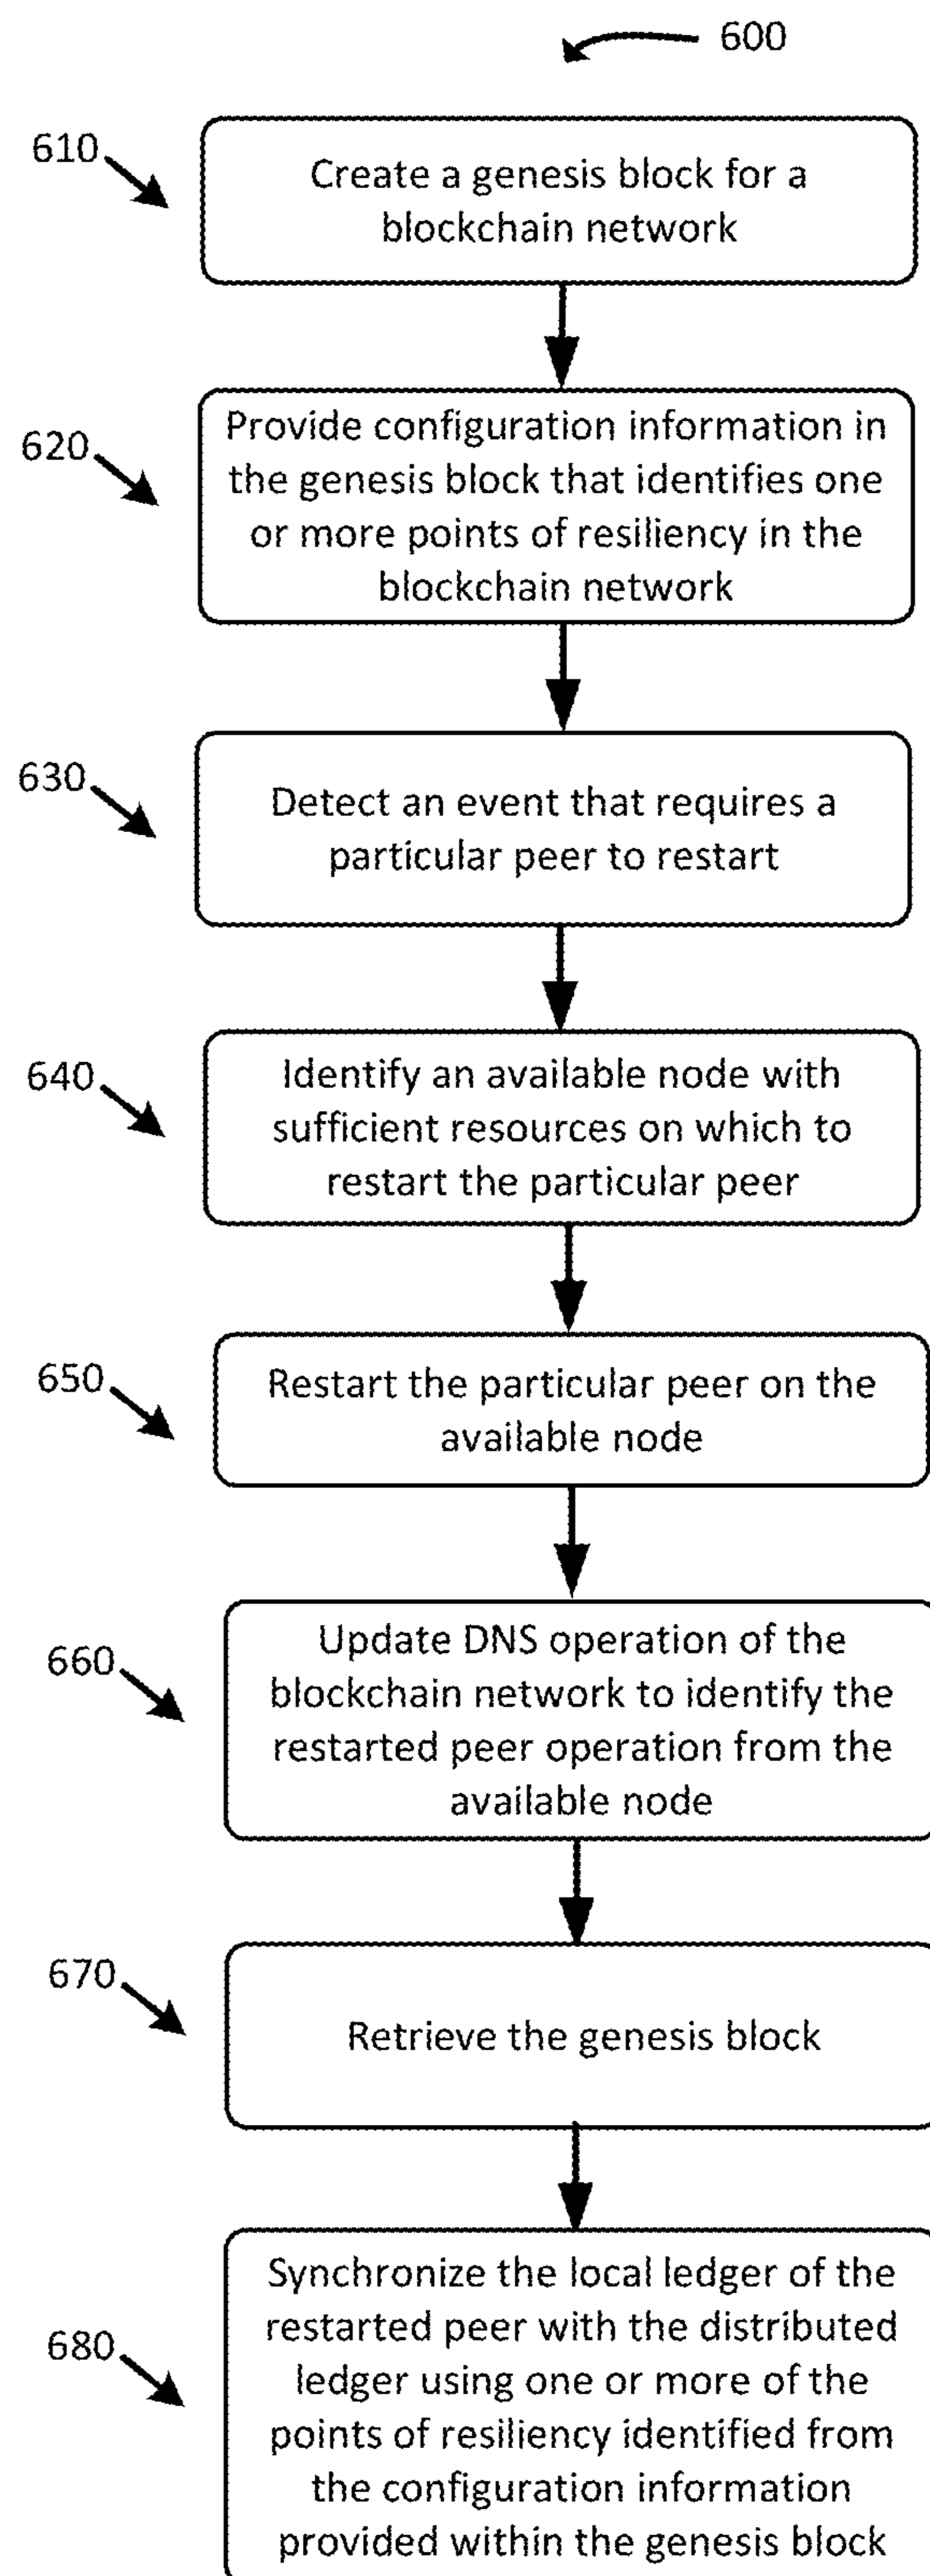 600
610
Create a genesis block for a
blockchain network
620
Provide configuration information in
the genesis block that identifies one
or more points of resiliency in the
blockchain network
630
Detect an event that requires a
particular peer to restart
640
Identify an available node with
sufficient resources on which to
restart the particular peer
650
Restart the particular peer on the
available node
660
Update DNS operation of the
blockchain network to identify the
restarted peer operation from the
available node
670
Retrieve the genesis block
680
Synchronize the local ledger of the
restarted peer with the distributed
ledger using one or more of the
points of resiliency identified from
the configuration information
provided within the genesis block